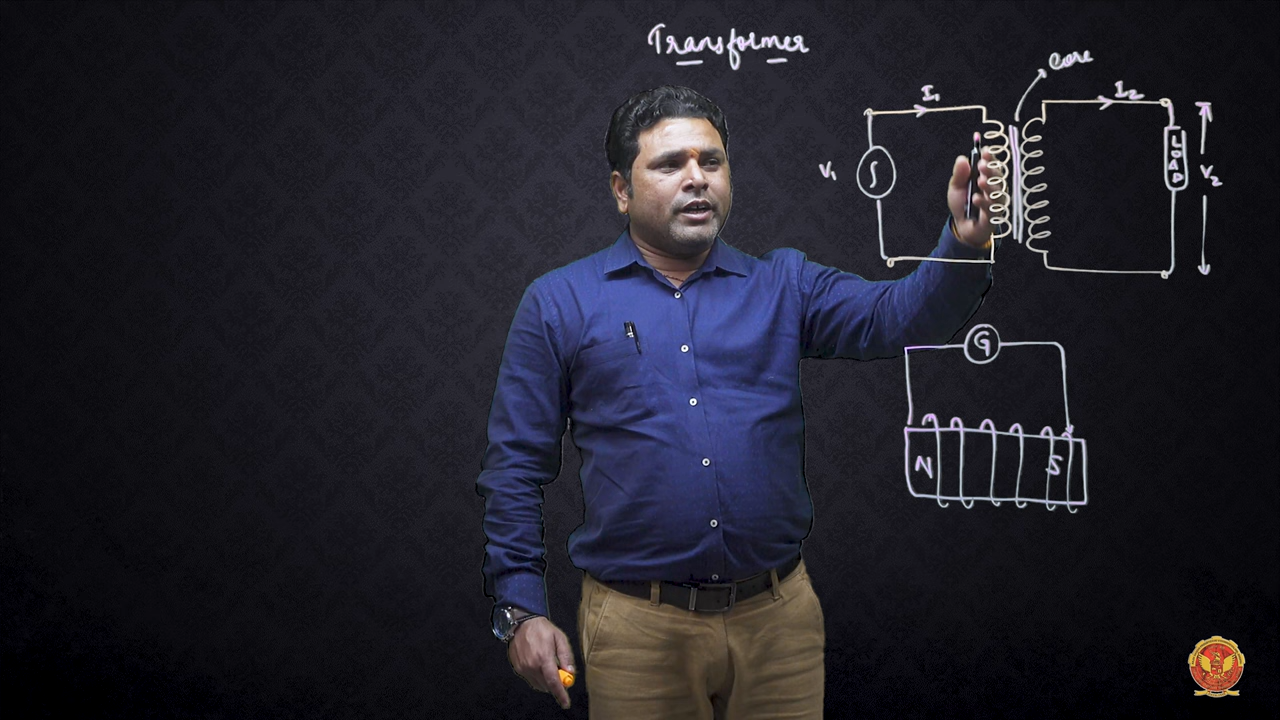 Transformer
Core
I₁
I₂
V₁
LOAD
V₂
G
N
S